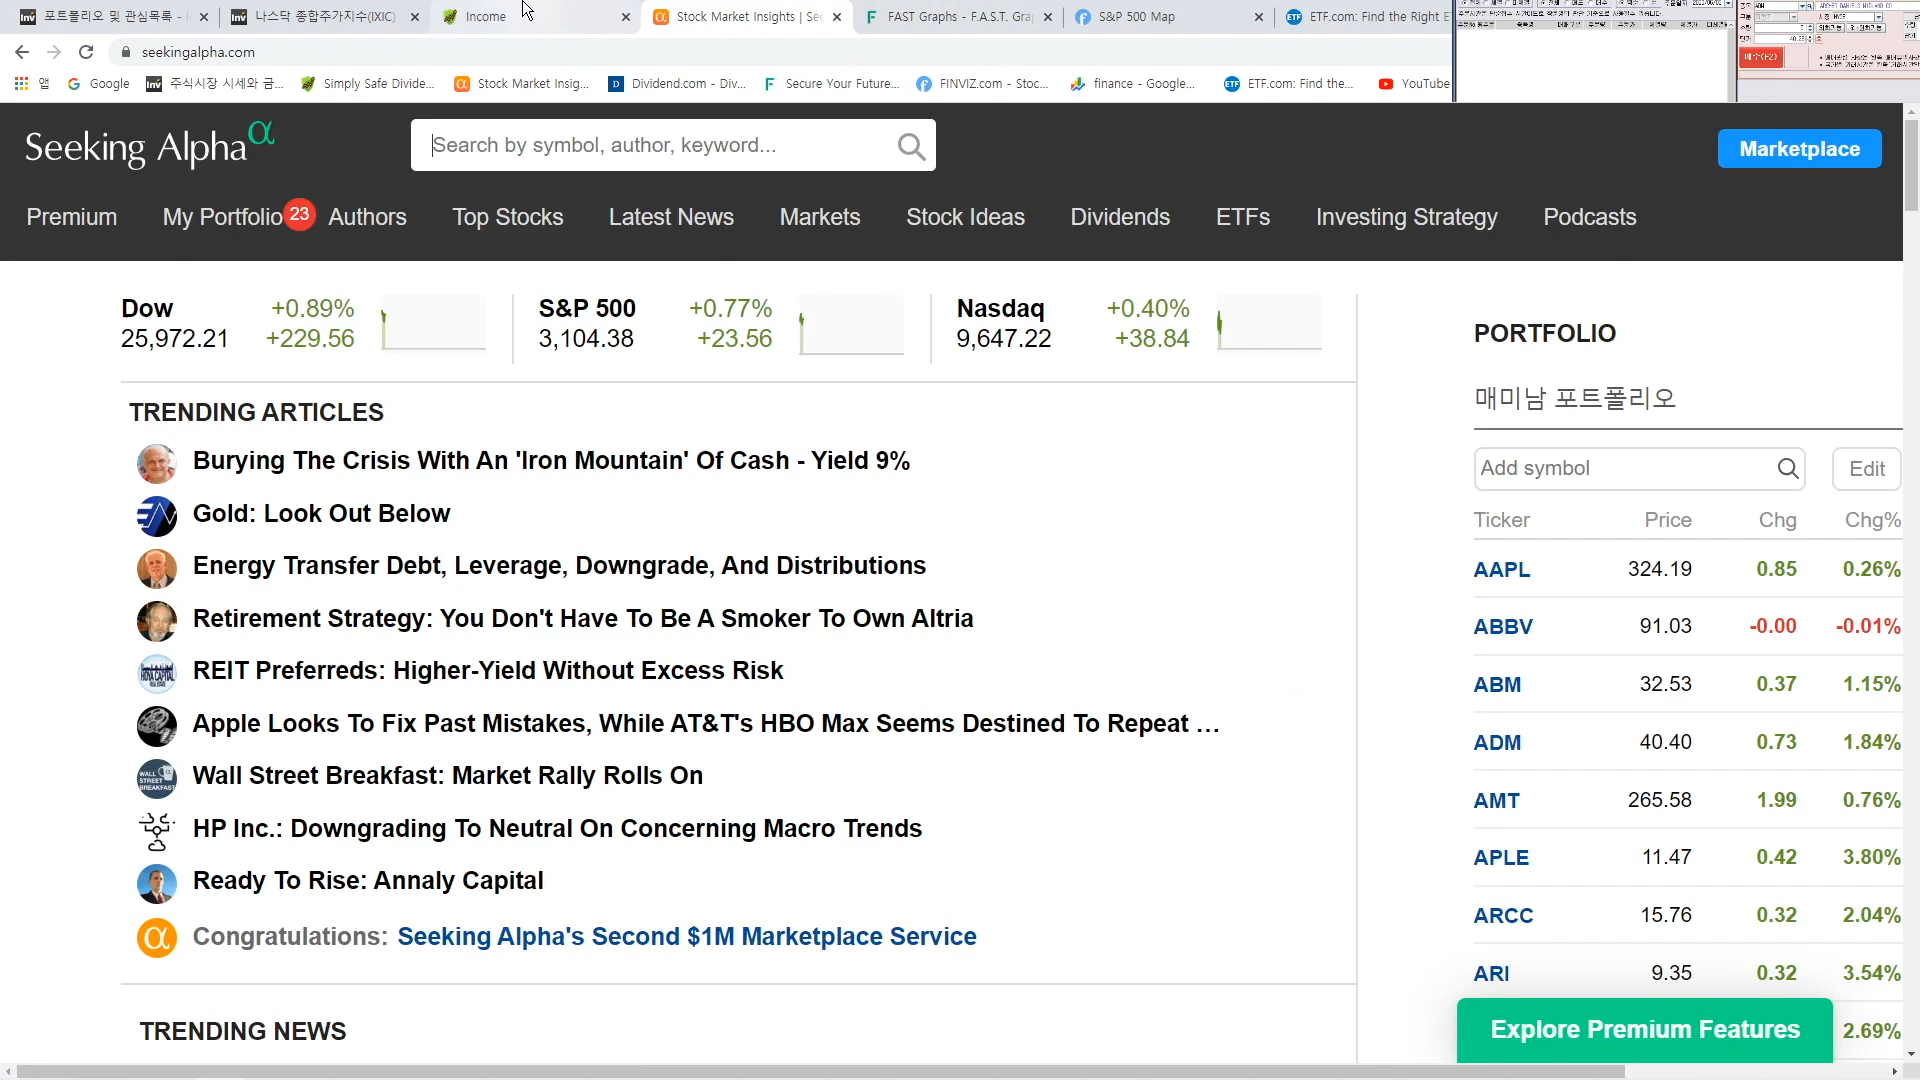 포트폴리오 및 관심목록 -
나스닥 종합주가지수(IXIC)
Income
Stock Market Insights | See
FAST Graphs - F.A.S.T. Gra
S&P 500 Map
ETF.com: Find the Right E
seekingalpha.com
앱
Google
주식시장 시세와 금...
Simply Safe Divide...
Stock Market Insig...
Dividend.com - Div...
Secure Your Future...
FINVIZ.com - Stoc...
finance - Google...
ETF.com: Find the...
YouTube
매수(F2)
Seeking Alpha α
Search by symbol, author, keyword...
Marketplace
Premium
My Portfolio 23
Authors
Top Stocks
Latest News
Markets
Stock Ideas
Dividends
ETFs
Investing Strategy
Podcasts
Dow +0.89%
25,972.21 +229.56
S&P 500 +0.77%
3,104.38 +23.56
Nasdaq +0.40%
9,647.22 +38.84
TRENDING ARTICLES
Burying The Crisis With An 'Iron Mountain' Of Cash - Yield 9%
Gold: Look Out Below
Energy Transfer Debt, Leverage, Downgrade, And Distributions
Retirement Strategy: You Don't Have To Be A Smoker To Own Altria
REIT Preferreds: Higher-Yield Without Excess Risk
Apple Looks To Fix Past Mistakes, While AT&T's HBO Max Seems Destined To Repeat ...
Wall Street Breakfast: Market Rally Rolls On
HP Inc.: Downgrading To Neutral On Concerning Macro Trends
Ready To Rise: Annaly Capital
Congratulations: Seeking Alpha's Second $1M Marketplace Service
TRENDING NEWS
PORTFOLIO
매미남 포트폴리오
Add symbol
Edit
Ticker Price Chg Chg%
AAPL 324.19 0.85 0.26%
ABBV 91.03 -0.00 -0.01%
ABM 32.53 0.37 1.15%
ADM 40.40 0.73 1.84%
AMT 265.58 1.99 0.76%
APLE 11.47 0.42 3.80%
ARCC 15.76 0.32 2.04%
ARI 9.35 0.32 3.54%
2.69%
Explore Premium Features